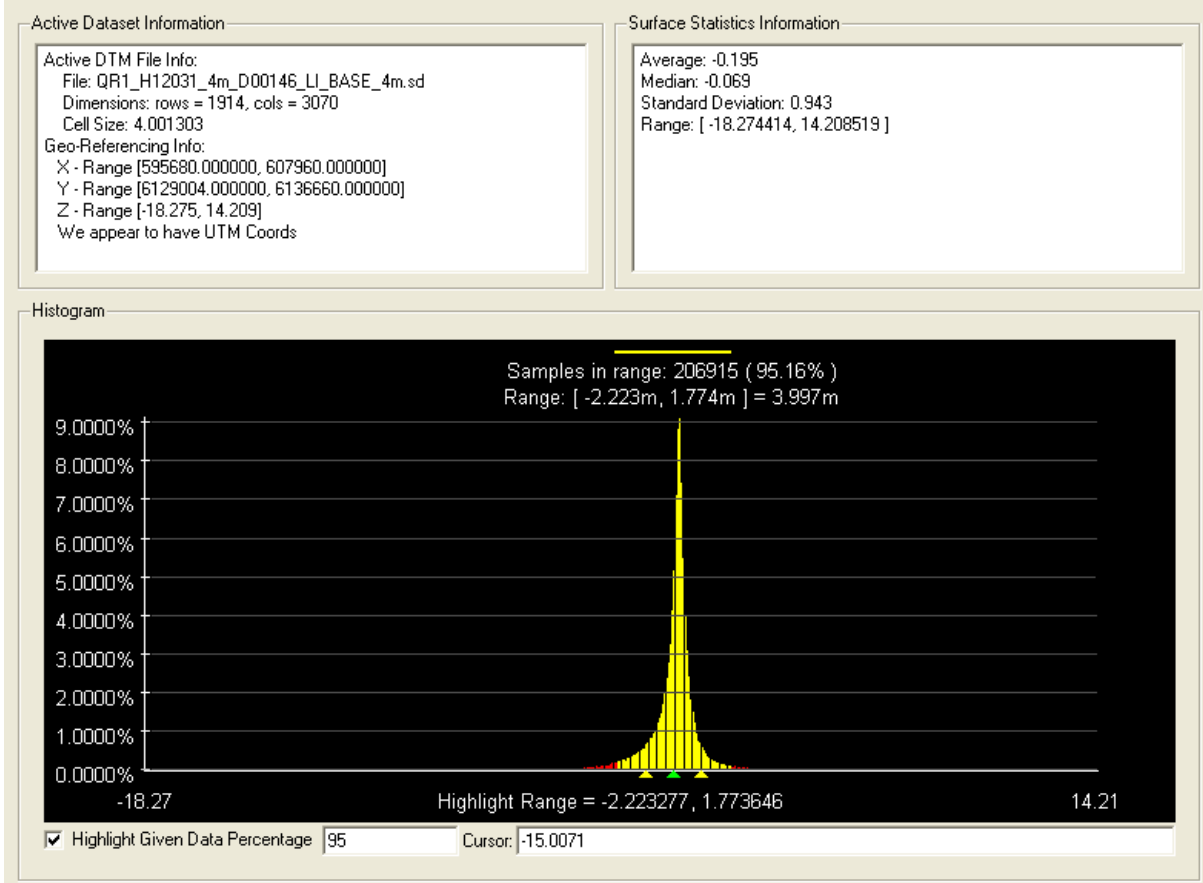 Active Dataset Information
Active DTM File Info:
File: QR1_H12031_4m_D00146_LI_BASE_4m.sd
Dimensions: rows = 1914, cols = 3070
Cell Size: 4.001303
Geo-Referencing Info:
X - Range [595680.000000, 607960.000000]
Y - Range [6129004.000000, 6136660.000000]
Z - Range [-18.275, 14.209]
We appear to have UTM Coords
Surface Statistics Information
Average: -0.195
Median: -0.069
Standard Deviation: 0.943
Range: [ -18.274414, 14.208519 ]
Histogram
Samples in range: 206915 ( 95.16% )
Range: [ -2.223m, 1.774m ] = 3.997m
9.0000%
8.0000%
7.0000%
6.0000%
5.0000%
4.0000%
3.0000%
2.0000%
1.0000%
0.0000%
-18.27 Highlight Range = -2.223277, 1.773646 14.21
Highlight Given Data Percentage 95 Cursor: -15.0071